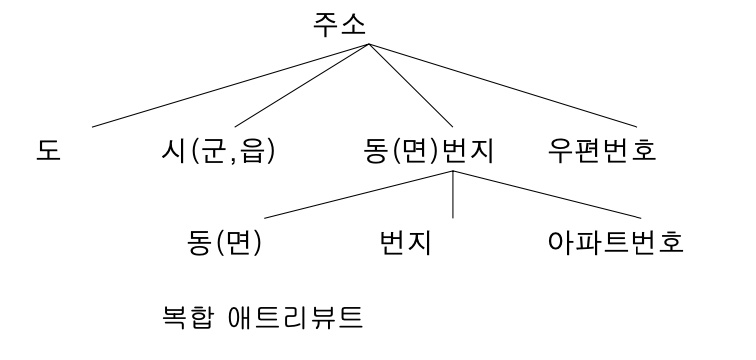 주소
도 시(군,읍) 동(면)번지 우편번호
동(면) 번지 아파트번호
복합 애트리뷰트